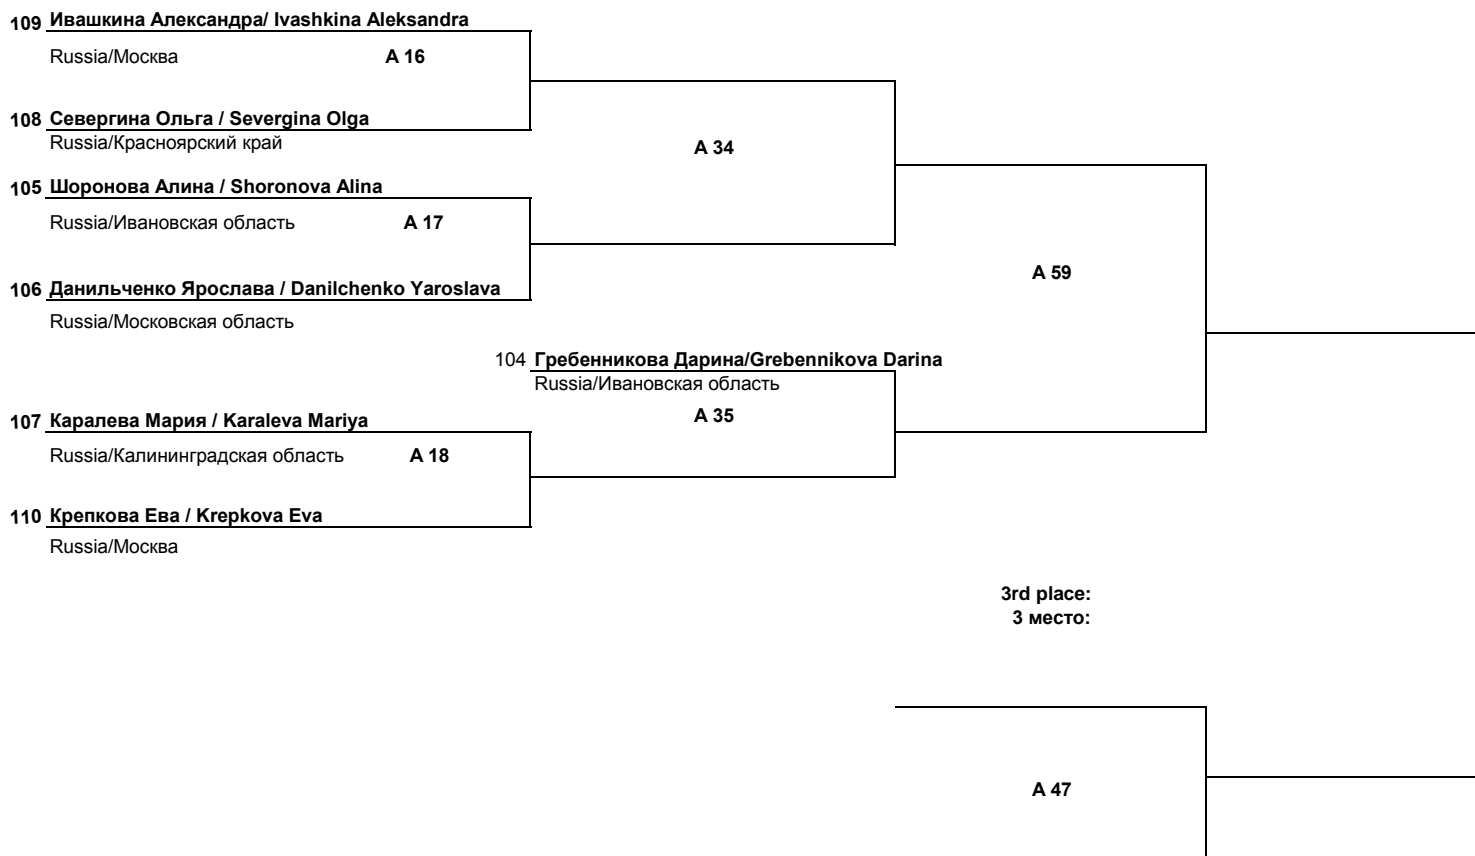 109 Ивашкина Александра/ Ivashkina Aleksandra
Russia/Москва A 16
108 Севергина Ольга / Severgina Olga
Russia/Красноярский край
A 34
105 Шоронова Алина / Shoronova Alina
Russia/Ивановская область A 17
A 59
106 Данильченко Ярослава / Danilchenko Yaroslava
Russia/Московская область
104 Гребенникова Дарина/Grebennikova Darina
Russia/Ивановская область
A 35
107 Каралева Мария / Karaleva Mariya
Russia/Калининградская область A 18
110 Крепкова Ева / Krepkova Eva
Russia/Москва
3rd place:
3 место:
A 47